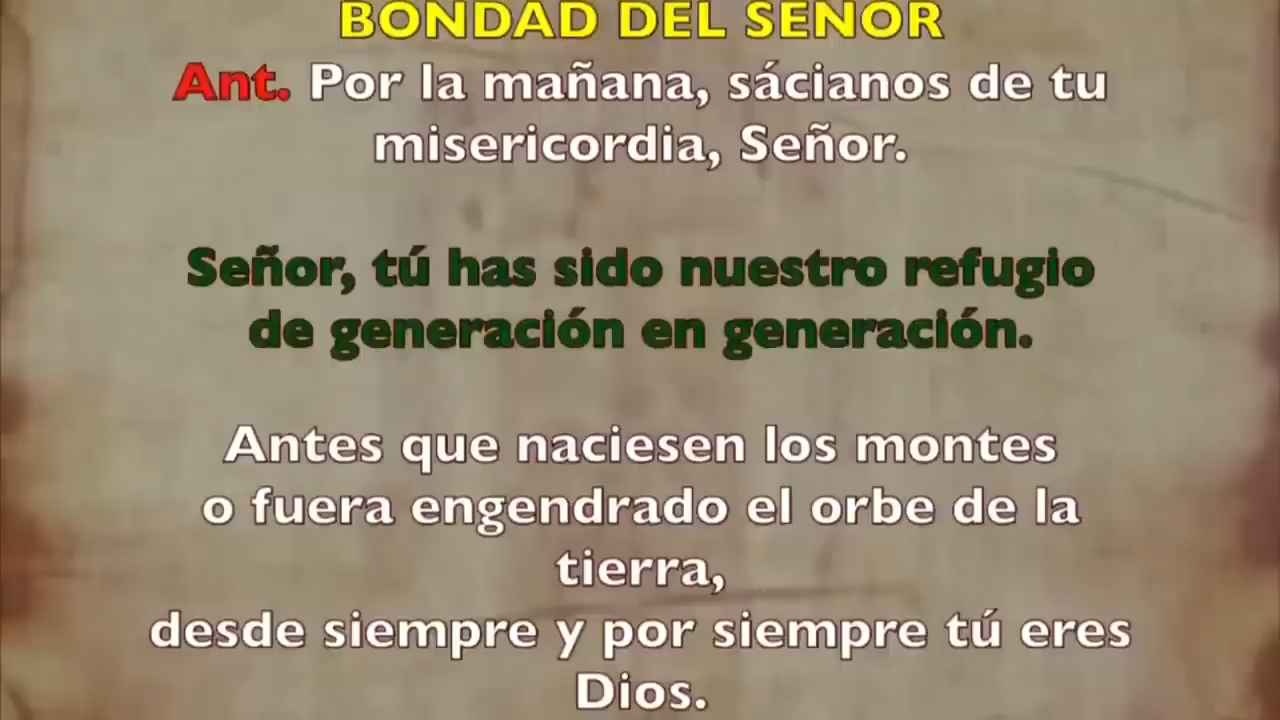 BONDAD DEL SEÑOR
Ant. Por la mañana, sácianos de tu
misericordia, Señor.
Señor, tú has sido nuestro refugio
de generación en generación.
Antes que naciesen los montes
o fuera engendrado el orbe de la
tierra,
desde siempre y por siempre tú eres
Dios.